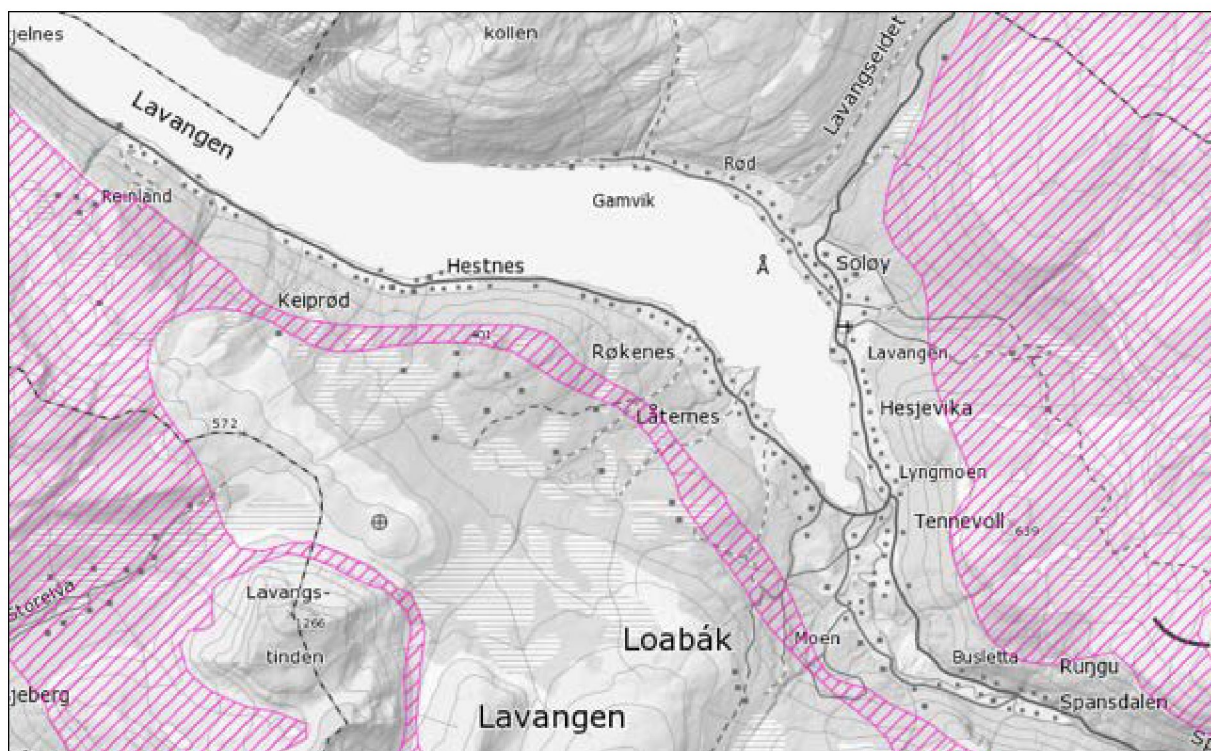 jelnes
kollen
Lavangseidet
Lavangen
Rød
Reinland
Gamvik
Hestnes
Å
Soløy
Keiprød
401
Røkenes
Lavangen
Låternes
Hesjevika
572
Lyngmoen
Tennevoll
619
Storelva
Lavangs-
1266
tinden
Loabák
Moen
Busletta
Ruŋgu
jeberg
Spansdalen
Lavangen